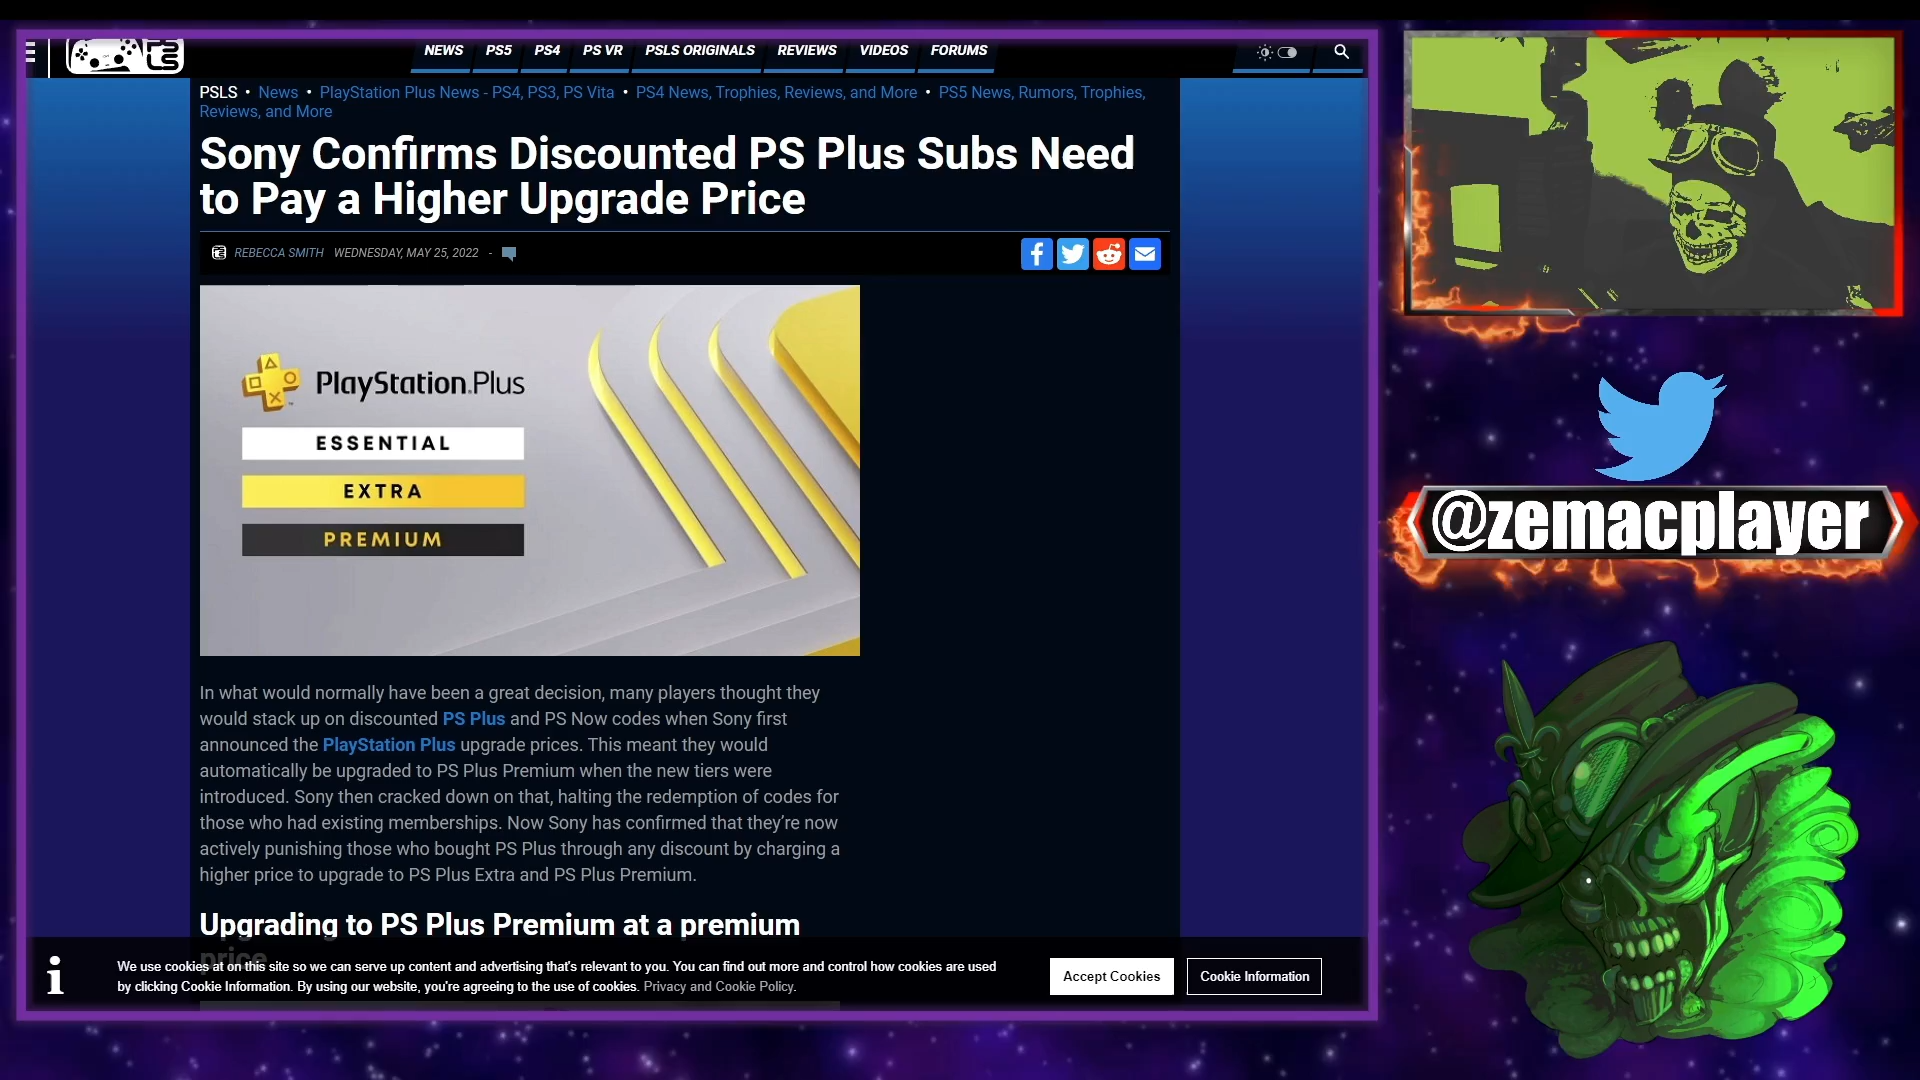 PS
LS
NEWS PS5 PS4 PS VR PSLS ORIGINALS REVIEWS VIDEOS FORUMS
PSLS • News • PlayStation Plus News - PS4, PS3, PS Vita • PS4 News, Trophies, Reviews, and More • PS5 News, Rumors, Trophies,
Reviews, and More
Sony Confirms Discounted PS Plus Subs Need
to Pay a Higher Upgrade Price
REBECCA SMITH WEDNESDAY, MAY 25, 2022 -
PlayStation.Plus
ESSENTIAL
EXTRA
PREMIUM
In what would normally have been a great decision, many players thought they
would stack up on discounted PS Plus and PS Now codes when Sony first
announced the PlayStation Plus upgrade prices. This meant they would
automatically be upgraded to PS Plus Premium when the new tiers were
introduced. Sony then cracked down on that, halting the redemption of codes for
those who had existing memberships. Now Sony has confirmed that they're now
actively punishing those who bought PS Plus through any discount by charging a
higher price to upgrade to PS Plus Extra and PS Plus Premium.
Upgrading to PS Plus Premium at a premium
price
We use cookies at on this site so we can serve up content and advertising that's relevant to you. You can find out more and control how cookies are used
by clicking Cookie Information. By using our website, you're agreeing to the use of cookies. Privacy and Cookie Policy.
Accept Cookies
Cookie Information
@zemacplayer